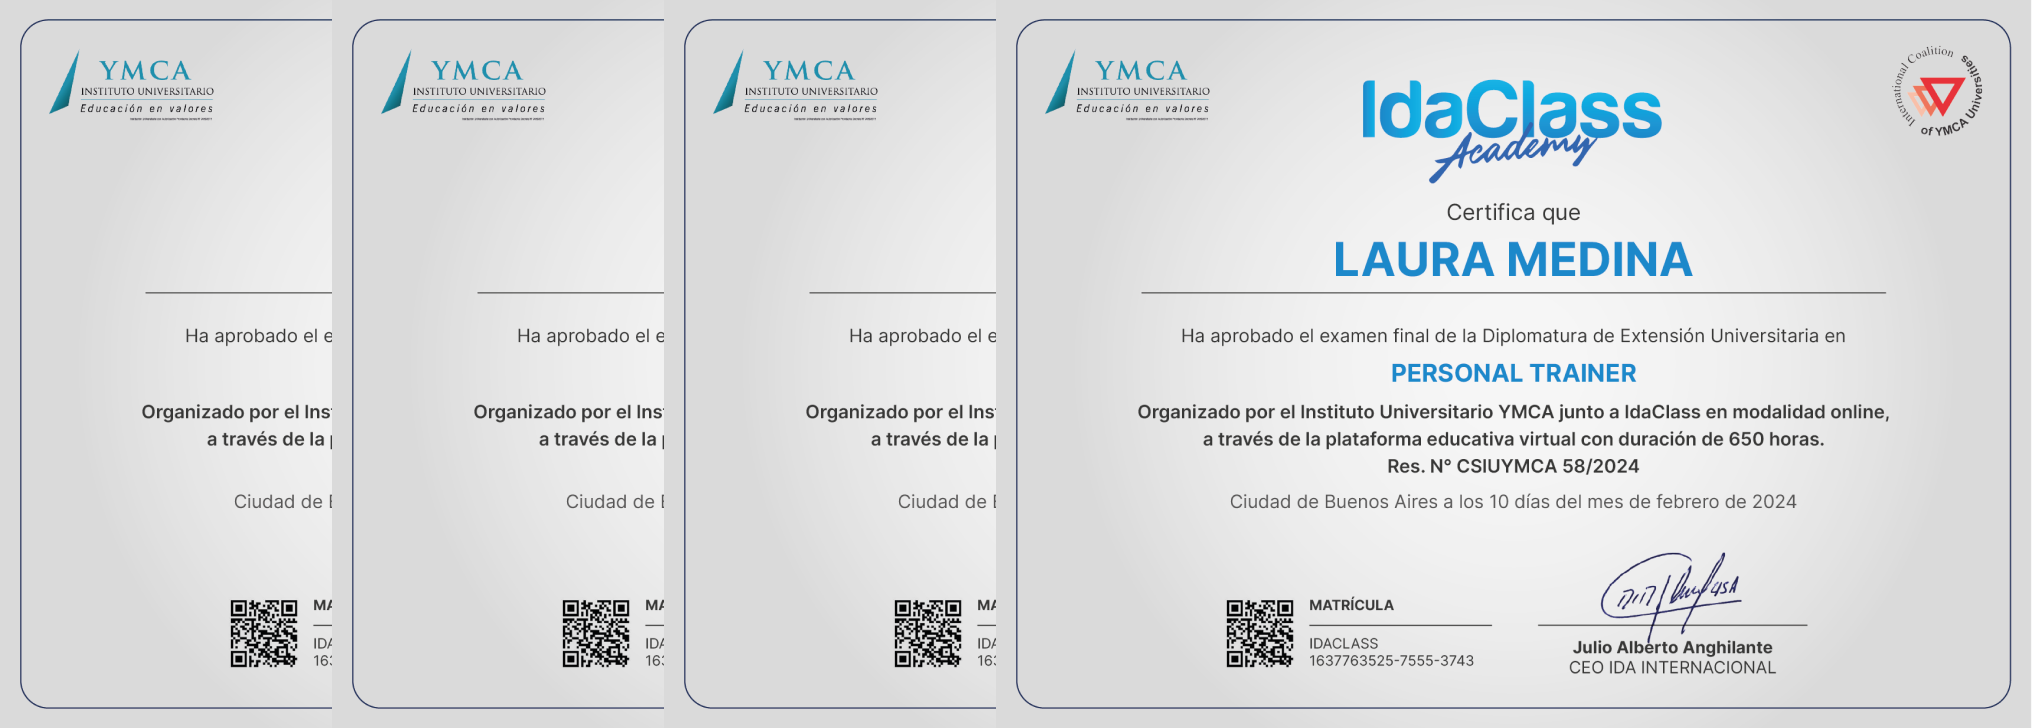 YMCA
INSTITUTO UNIVERSITARIO
Educación en valores
Ha aprobado el e
Organizado por el Ins
a través de la
Ciudad de
MA
IDA
163
YMCA
INSTITUTO UNIVERSITARIO
Educación en valores
Ha aprobado el e
Organizado por el Ins
a través de la
Ciudad de
MA
IDA
163
YMCA
INSTITUTO UNIVERSITARIO
Educación en valores
Ha aprobado el e
Organizado por el Ins
a través de la
Ciudad de
MA
IDA
163
YMCA
INSTITUTO UNIVERSITARIO
Educación en valores
IdaClass
Academy
International Coalition
of YMCA Universities
Certifica que
LAURA MEDINA
Ha aprobado el examen final de la Diplomatura de Extensión Universitaria en
PERSONAL TRAINER
Organizado por el Instituto Universitario YMCA junto a IdaClass en modalidad online,
a través de la plataforma educativa virtual con duración de 650 horas.
Res. N° CSIUYMCA 58/2024
Ciudad de Buenos Aires a los 10 días del mes de febrero de 2024
MATRÍCULA
IDACLASS
1637763525-7555-3743
Julio Alberto Anghilante
CEO IDA INTERNACIONAL